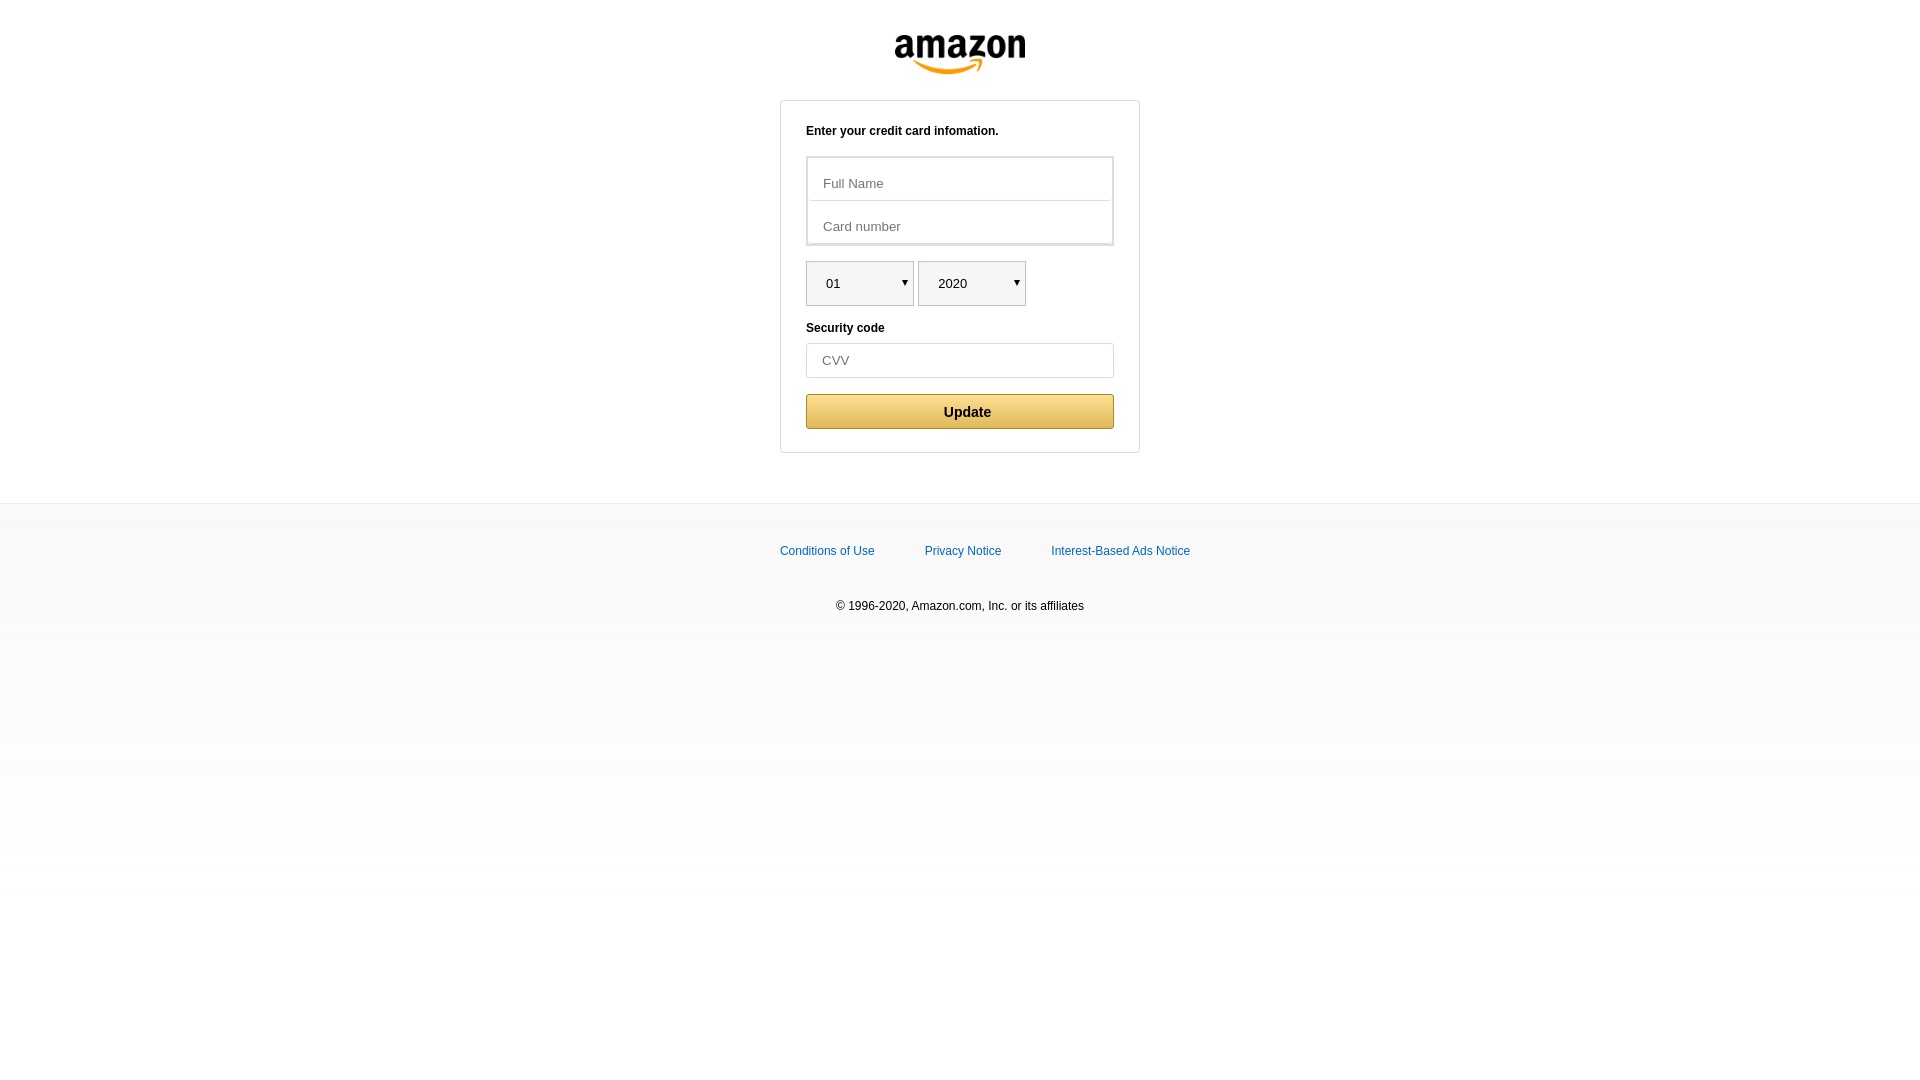 amazon
Enter your credit card infomation.
Full Name
Card number
01 2020
Security code
CVV
Update
Conditions of Use Privacy Notice Interest-Based Ads Notice
© 1996-2020, Amazon.com, Inc. or its affiliates